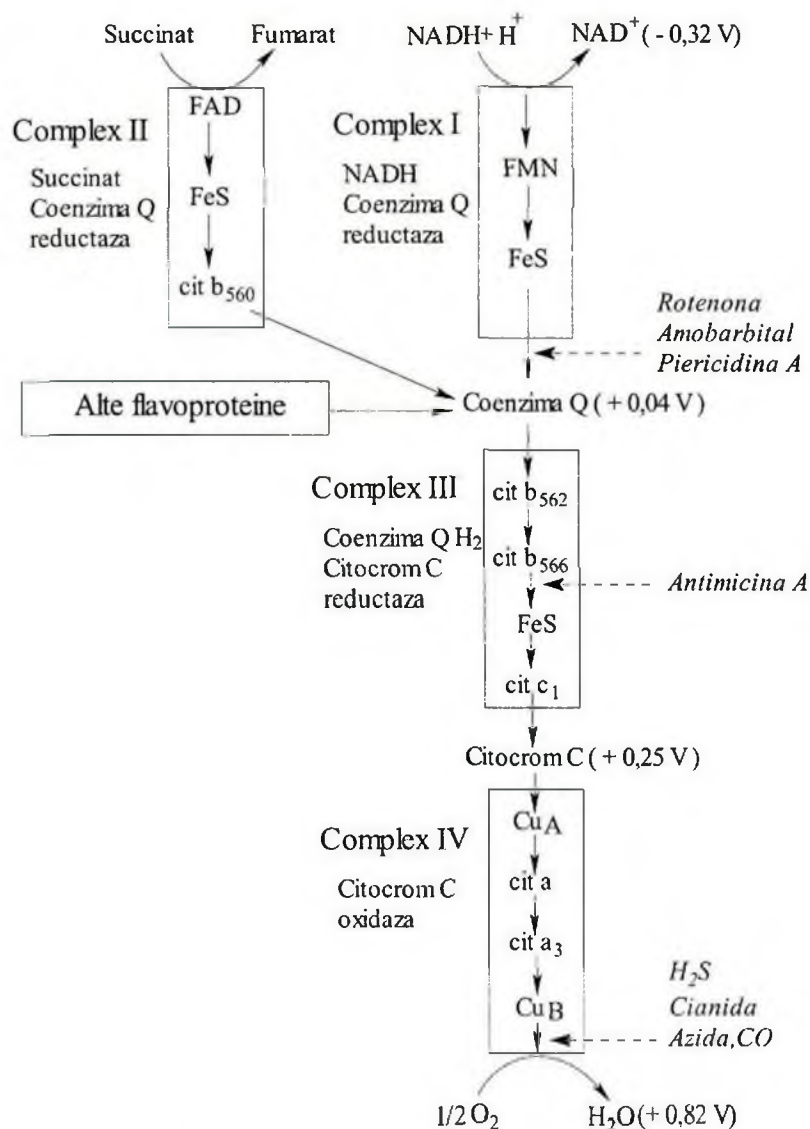 Succinat Fumarat NADH+ H⁺ NAD⁺ (- 0,32 V)
Complex II
Succinat
Coenzima Q
reductaza
FAD
FeS
cit b₅₆₀
Complex I
NADH
Coenzima Q
reductaza
FMN
FeS
Rotenona
Amobarbital
Piericidina A
Alte flavoproteine
Coenzima Q (+ 0,04 V)
Complex III
Coenzima Q H₂
Citocrom C
reductaza
cit b₅₆₂
cit b₅₆₆
FeS
cit c₁
Antimicina A
Citocrom C (+ 0,25 V)
Complex IV
Citocrom C
oxidaza
Cu A
cit a
cit a₃
Cu B
H₂S
Cianida
Azida,CO
1/2 O₂ H₂O (+ 0,82 V)